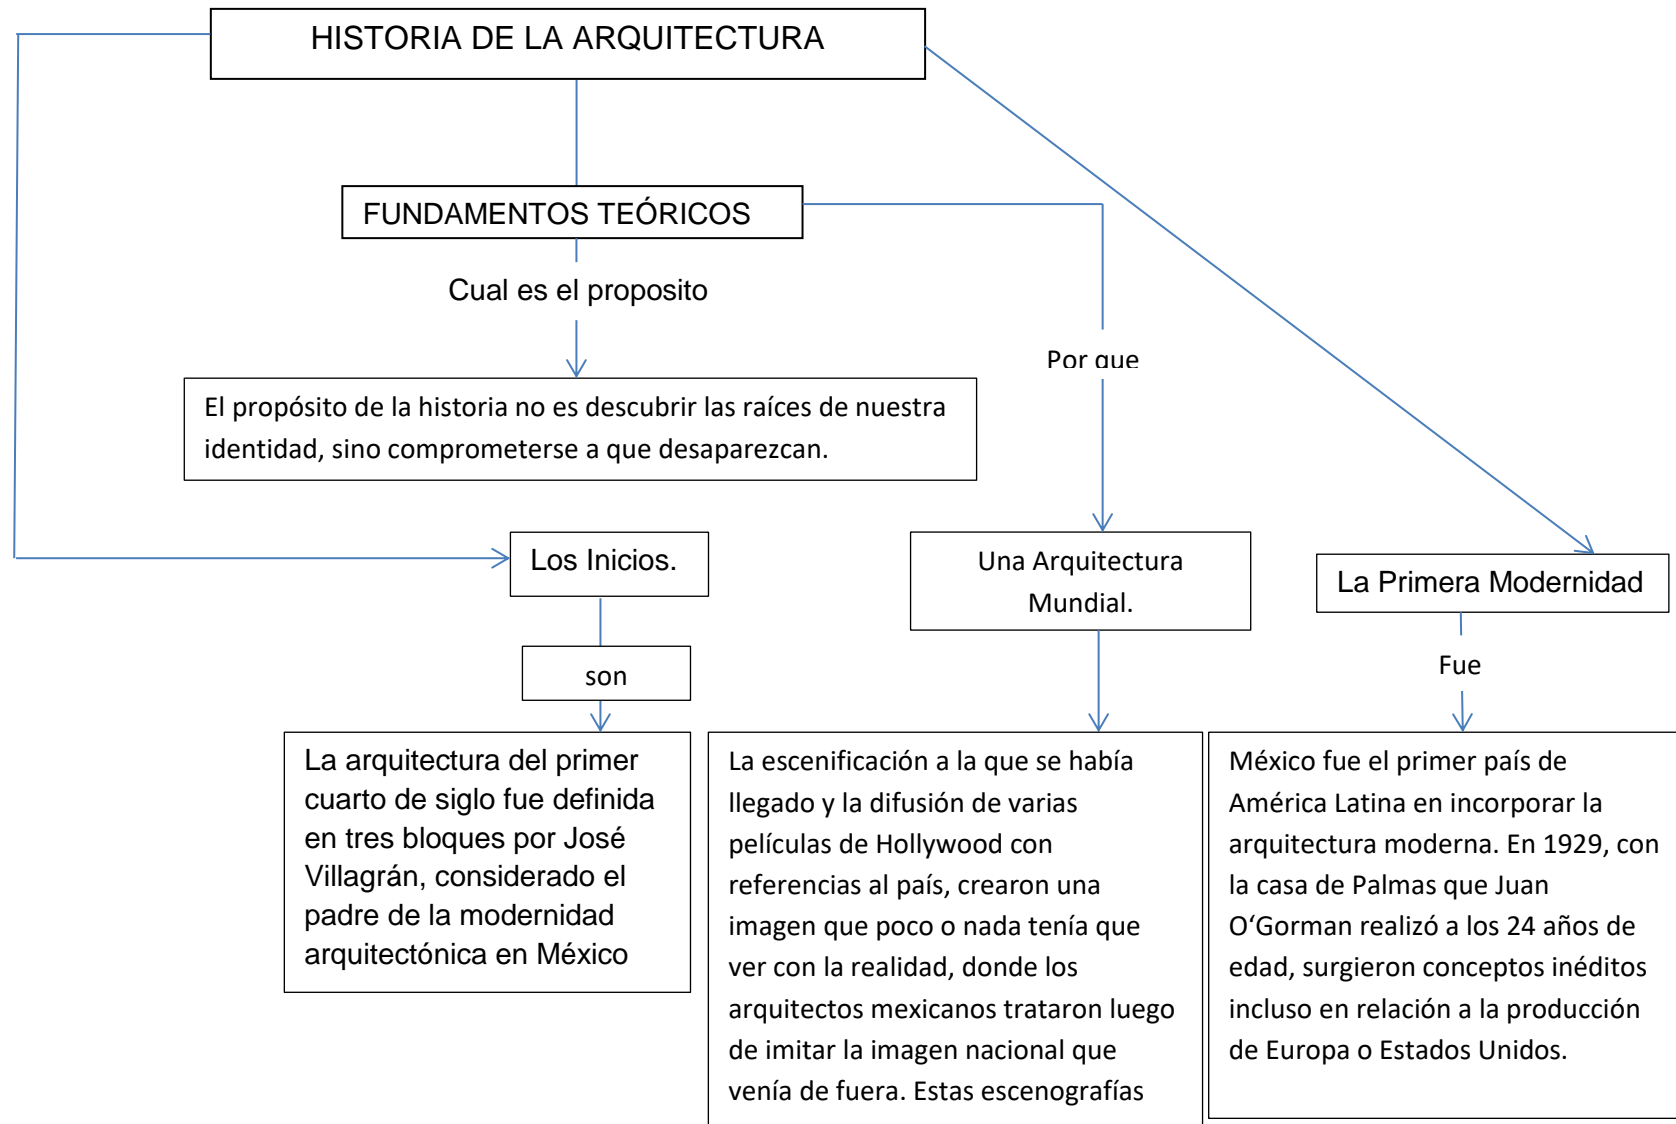 HISTORIA DE LA ARQUITECTURA
FUNDAMENTOS TEÓRICOS
Cual es el proposito
Por que
El propósito de la historia no es descubrir las raíces de nuestra
identidad, sino comprometerse a que desaparezcan.
Los Inicios.
Una Arquitectura
Mundial.
La Primera Modernidad
son
Fue
La arquitectura del primer
cuarto de siglo fue definida
en tres bloques por José
Villagrán, considerado el
padre de la modernidad
arquitectónica en México
La escenificación a la que se había
llegado y la difusión de varias
películas de Hollywood con
referencias al país, crearon una
imagen que poco o nada tenía que
ver con la realidad, donde los
arquitectos mexicanos trataron luego
de imitar la imagen nacional que
venía de fuera. Estas escenografías
México fue el primer país de
América Latina en incorporar la
arquitectura moderna. En 1929, con
la casa de Palmas que Juan
O‘Gorman realizó a los 24 años de
edad, surgieron conceptos inéditos
incluso en relación a la producción
de Europa o Estados Unidos.